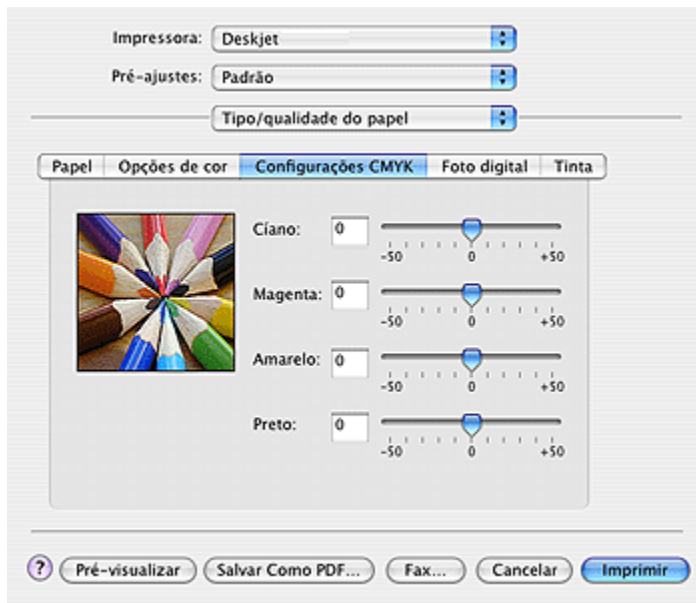 Impressora: Deskjet
Pré-ajustes: Padrão
Tipo/qualidade do papel
Papel Opções de cor Configurações CMYK Foto digital Tinta
Cíano: 0
-50 0 +50
Magenta: 0
-50 0 +50
Amarelo: 0
-50 0 +50
Preto: 0
-50 0 +50
? Pré-visualizar Salvar Como PDF... Fax... Cancelar Imprimir